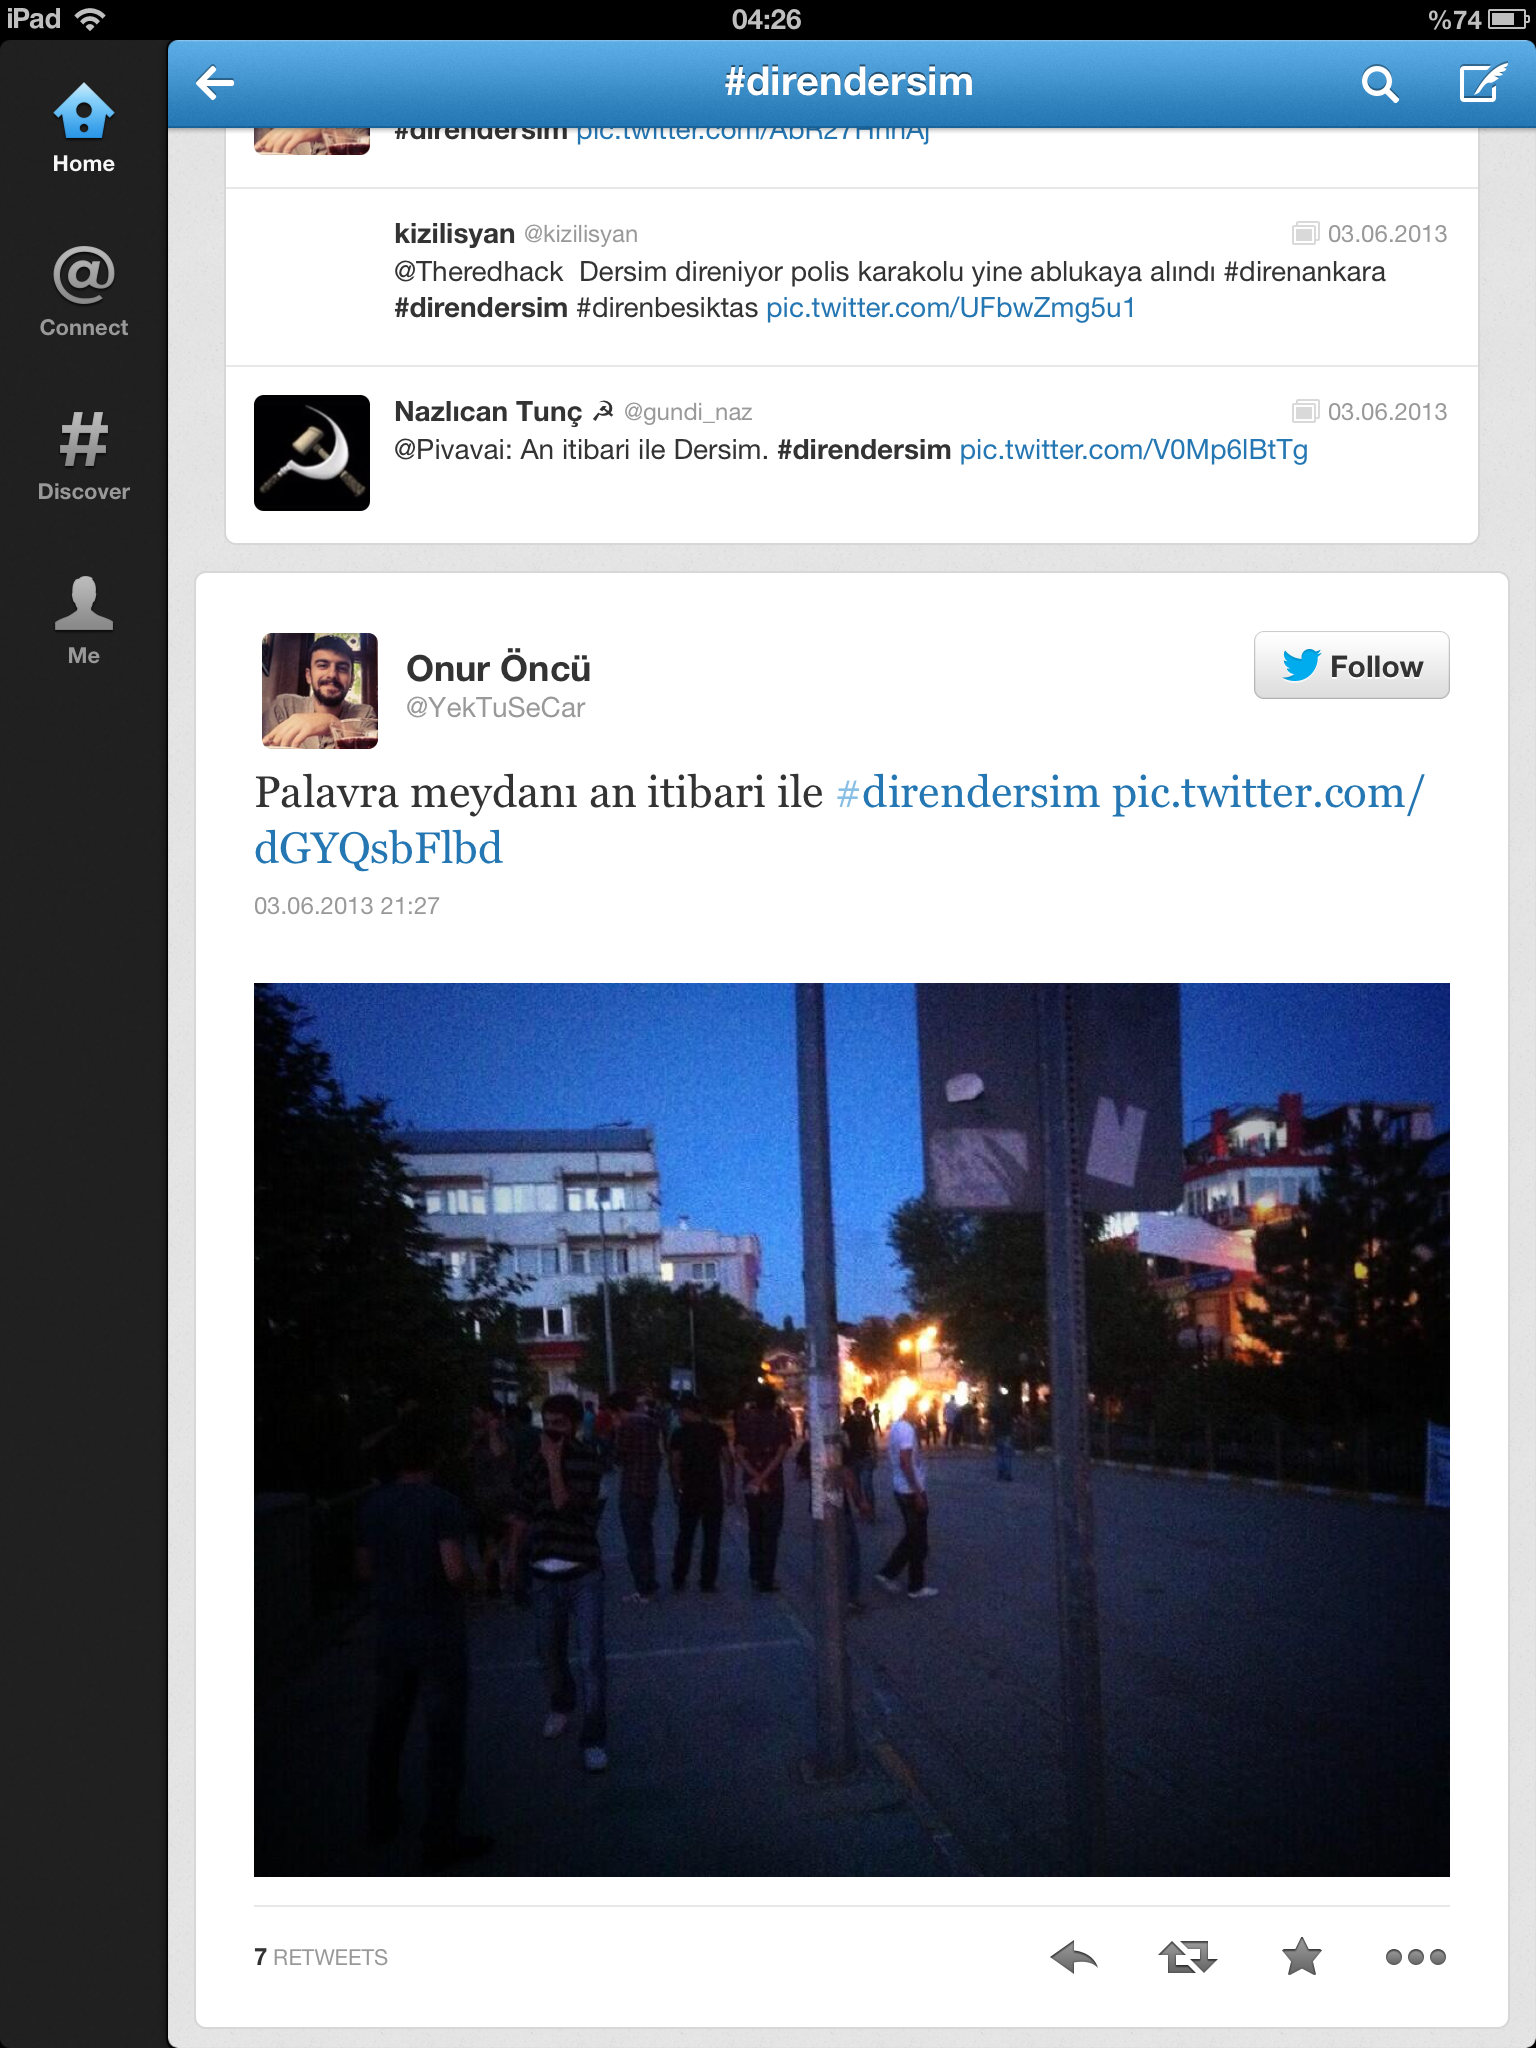 iPad
04:26
%74
#direndersim
Home
Connect
Discover
Me
#direndersim pic.twitter.com/AbR27HnhAj
kizilisyan @kizilisyan
03.06.2013
@Theredhack Dersim direniyor polis karakolu yine ablukaya alındı #direnankara
#direndersim #direnbesiktas pic.twitter.com/UFbwZmg5u1
Nazlıcan Tunç ☭ @gundi_naz
03.06.2013
@Pivavai: An itibari ile Dersim. #direndersim pic.twitter.com/V0Mp6lBtTg
Onur Öncü
@YekTuSeCar
Follow
Palavra meydanı an itibari ile #direndersim pic.twitter.com/
dGYQsbFlbd
03.06.2013 21:27
7 RETWEETS